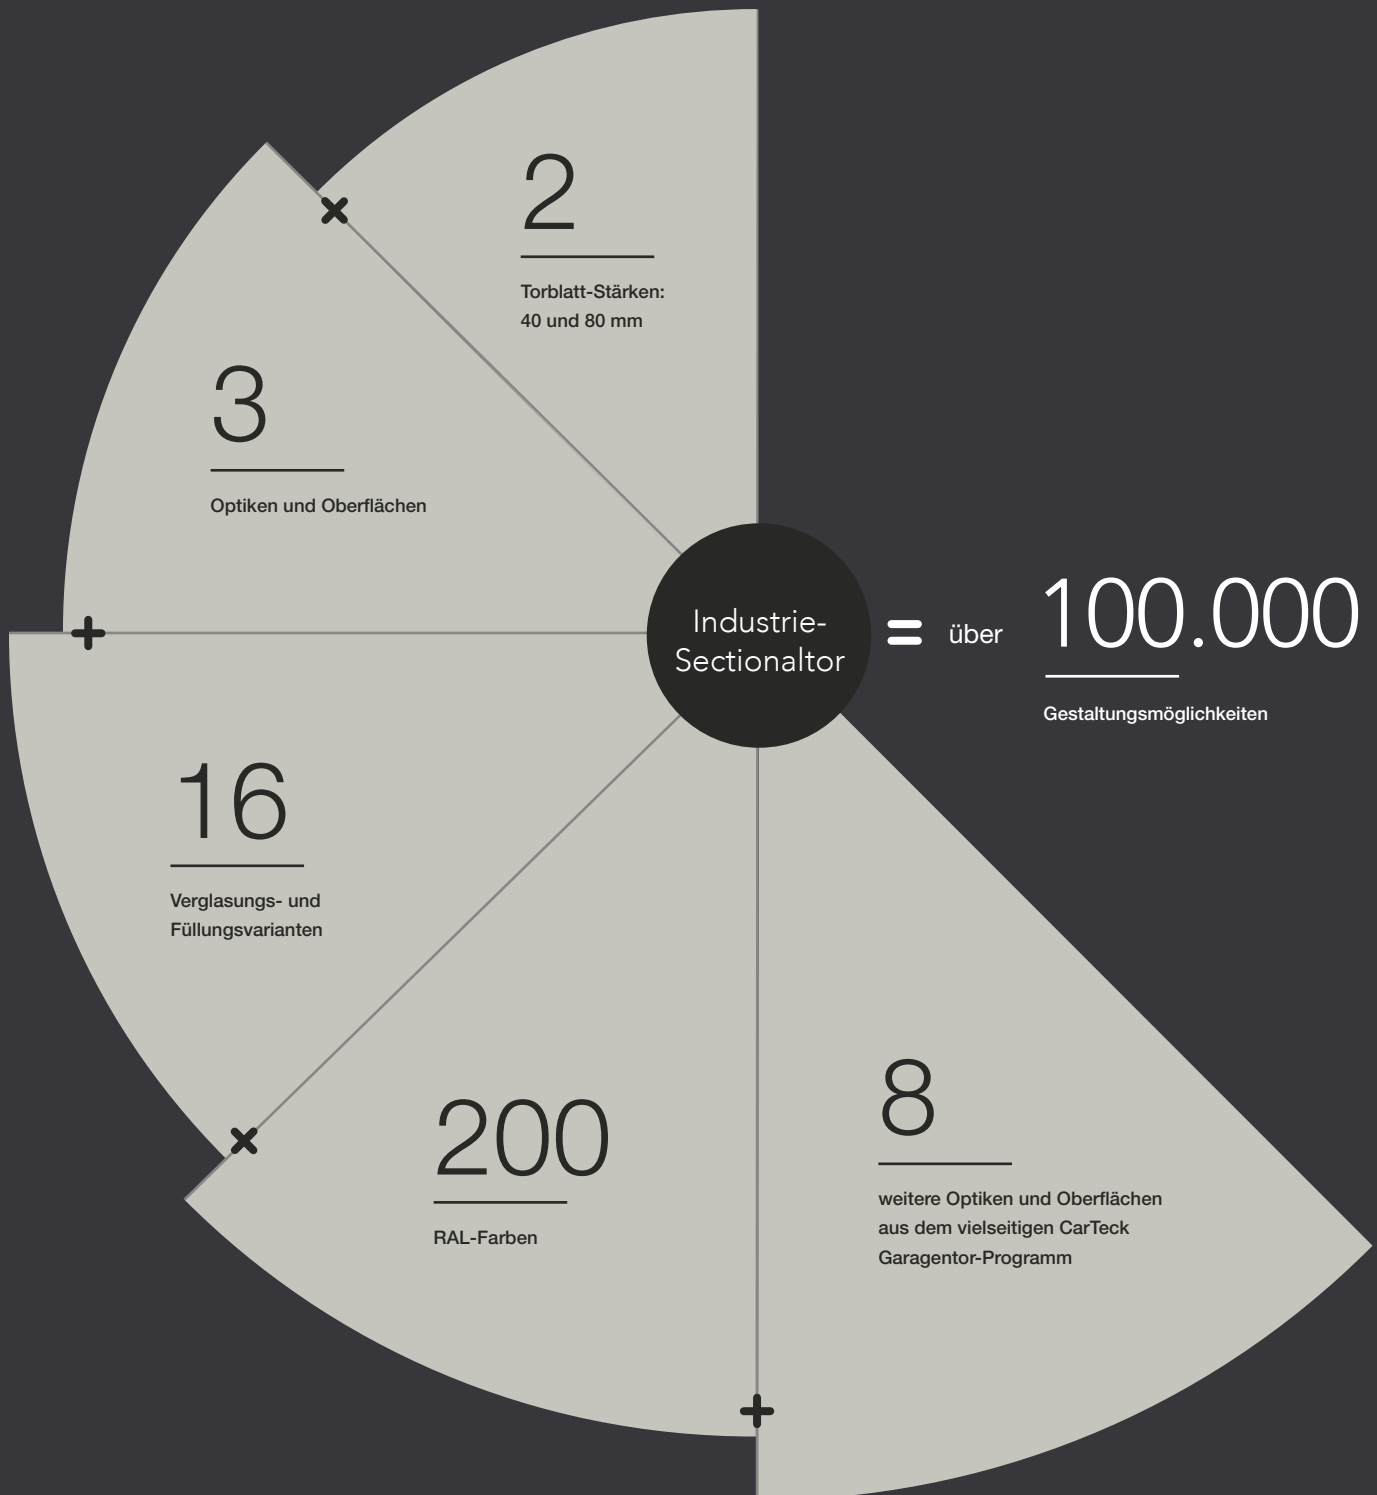 2
Torblatt-Stärken:
40 und 80 mm
×
3
Optiken und Oberflächen
+
16
Verglasungs- und
Füllungsvarianten
×
200
RAL-Farben
+
8
weitere Optiken und Oberflächen
aus dem vielseitigen CarTeck
Garagentor-Programm
Industrie-
Sectionaltor
= über 100.000
Gestaltungsmöglichkeiten